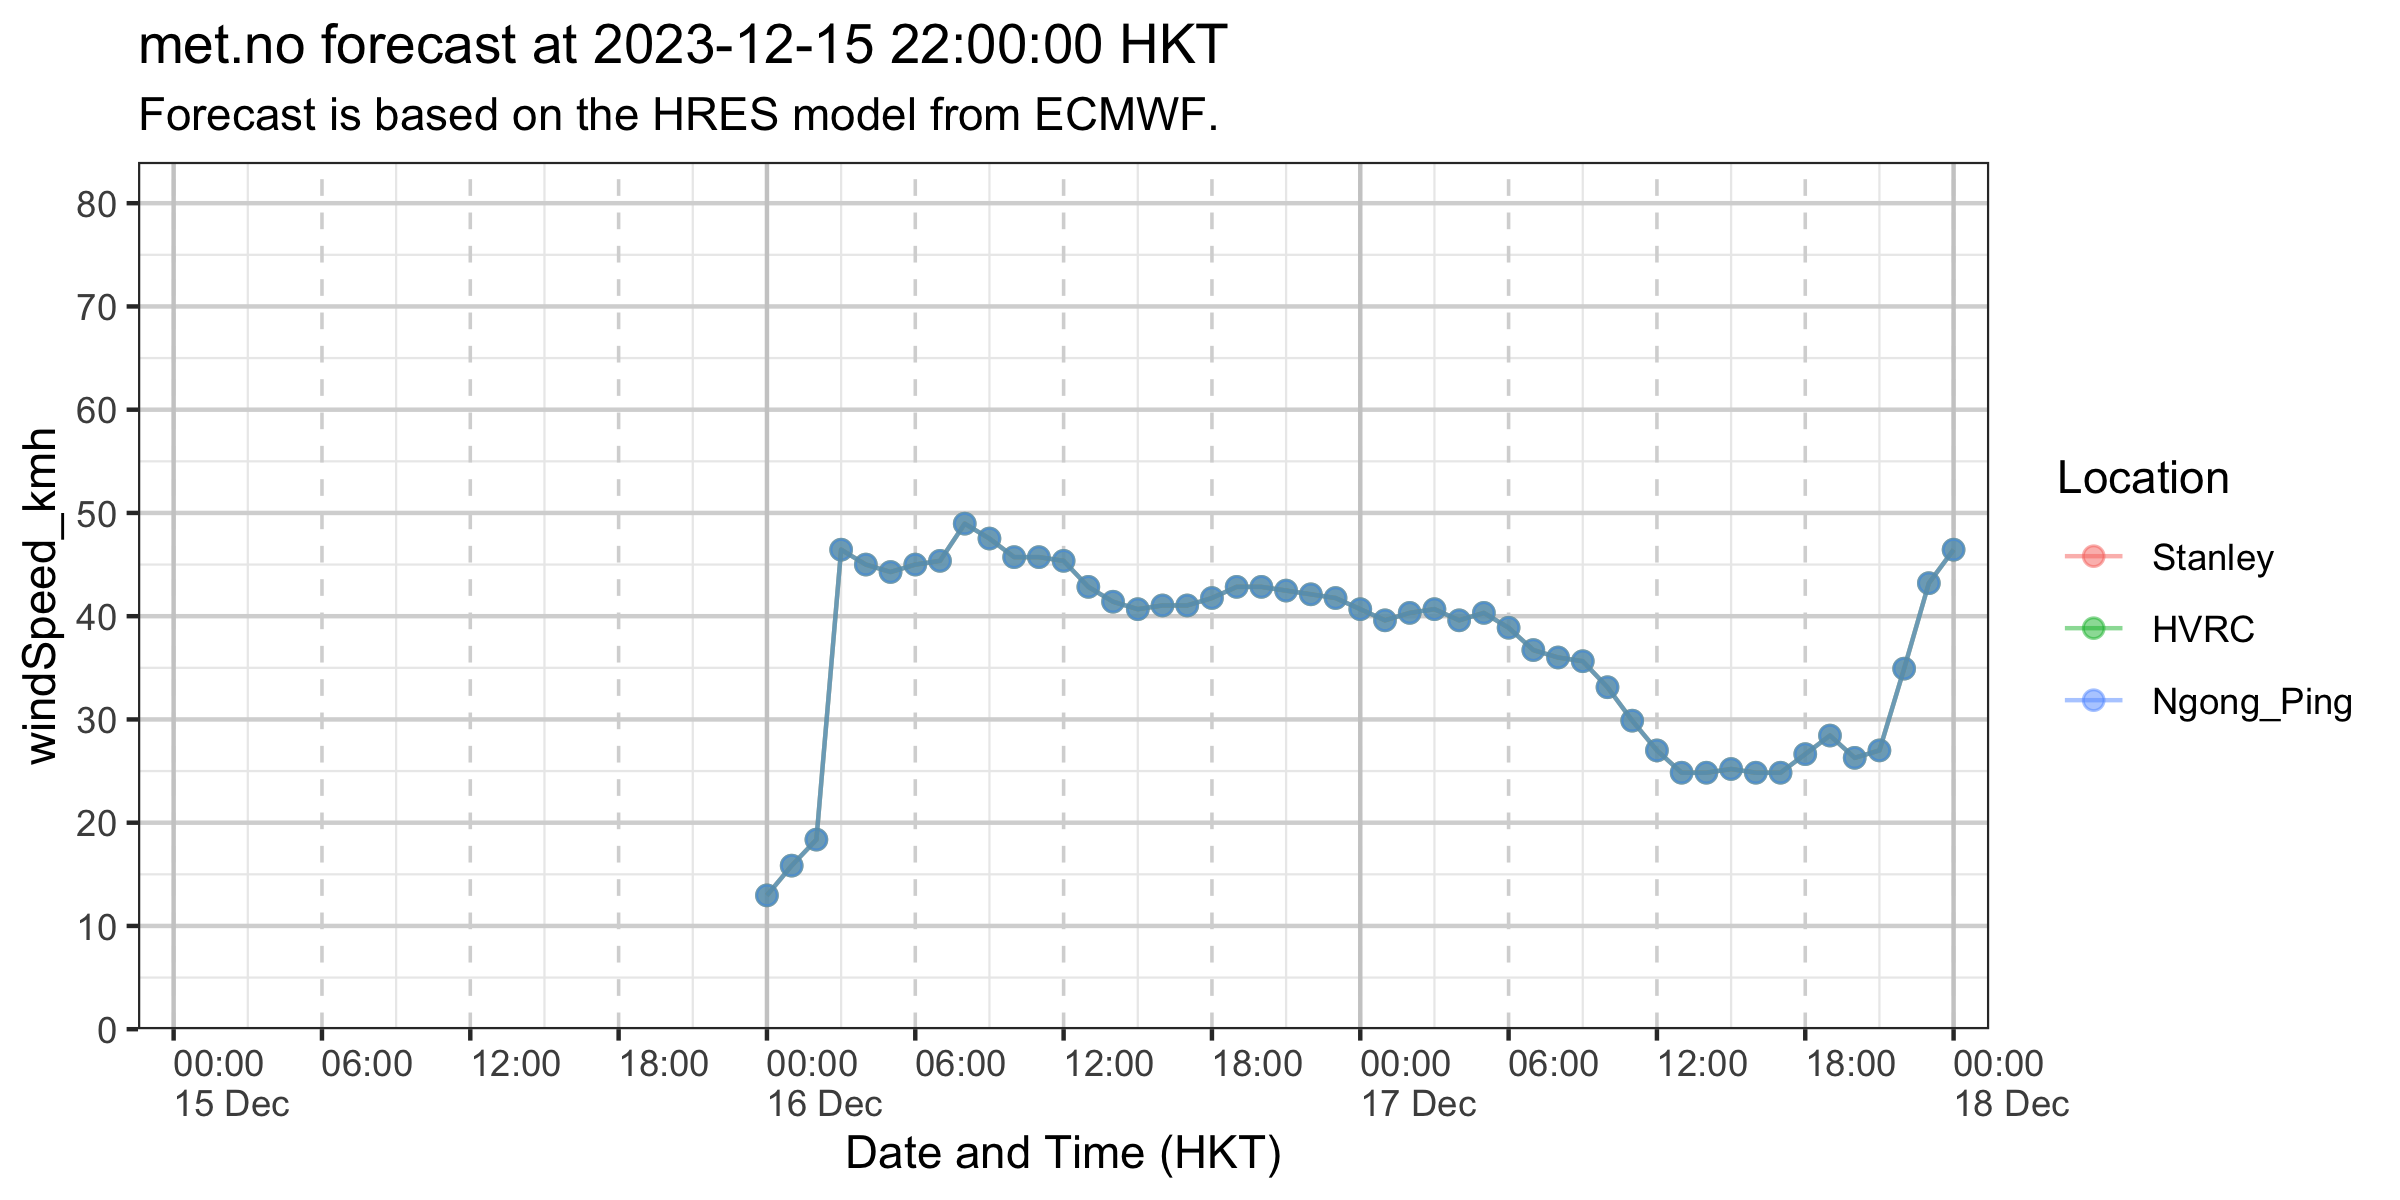 met.no forecast at 2023-12-15 22:00:00 HKT
Forecast is based on the HRES model from ECMWF.
windSpeed_kmh
80
70
60
50
40
30
20
10
0
00:00 06:00 12:00 18:00 00:00 06:00 12:00 18:00 00:00 06:00 12:00 18:00 00:00
15 Dec 16 Dec 17 Dec 18 Dec
Date and Time (HKT)
Location
Stanley
HVRC
Ngong_Ping